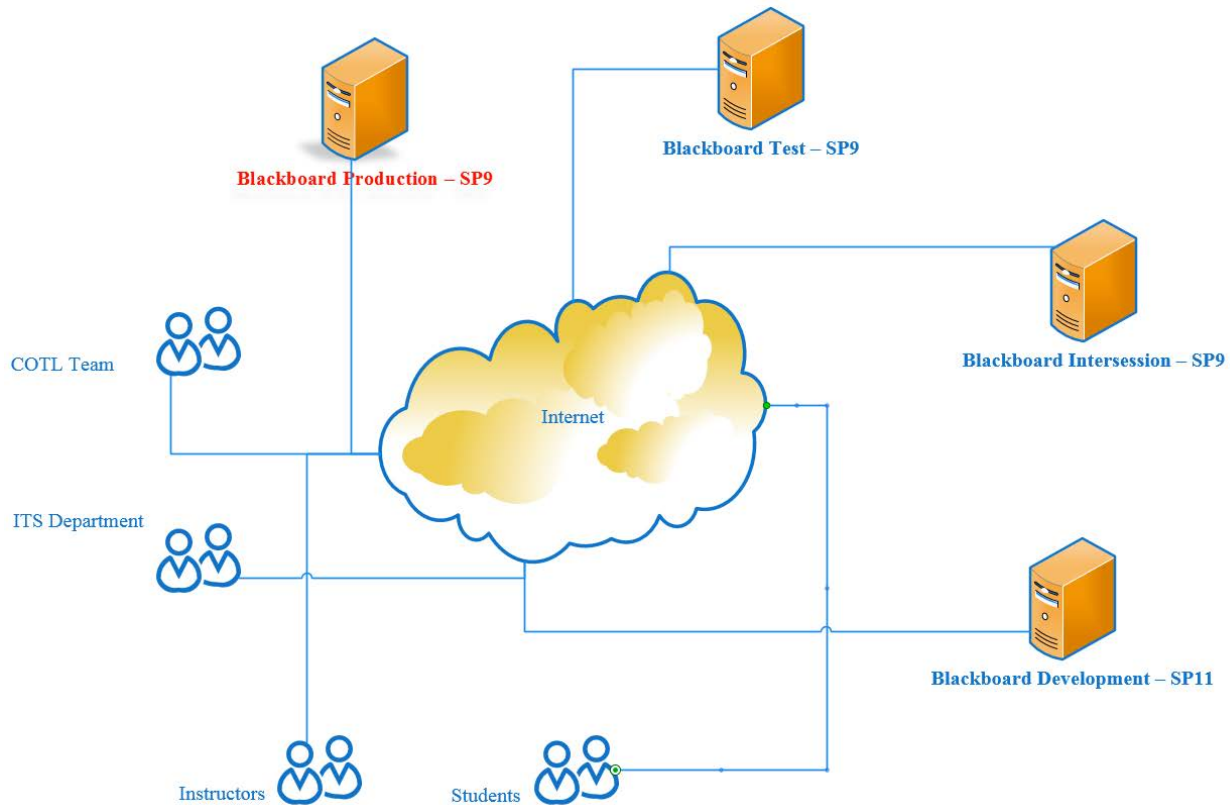 Blackboard Test – SP9
Blackboard Production – SP9
Blackboard Intersession – SP9
COTL Team
Internet
ITS Department
Blackboard Development – SP11
Instructors
Students